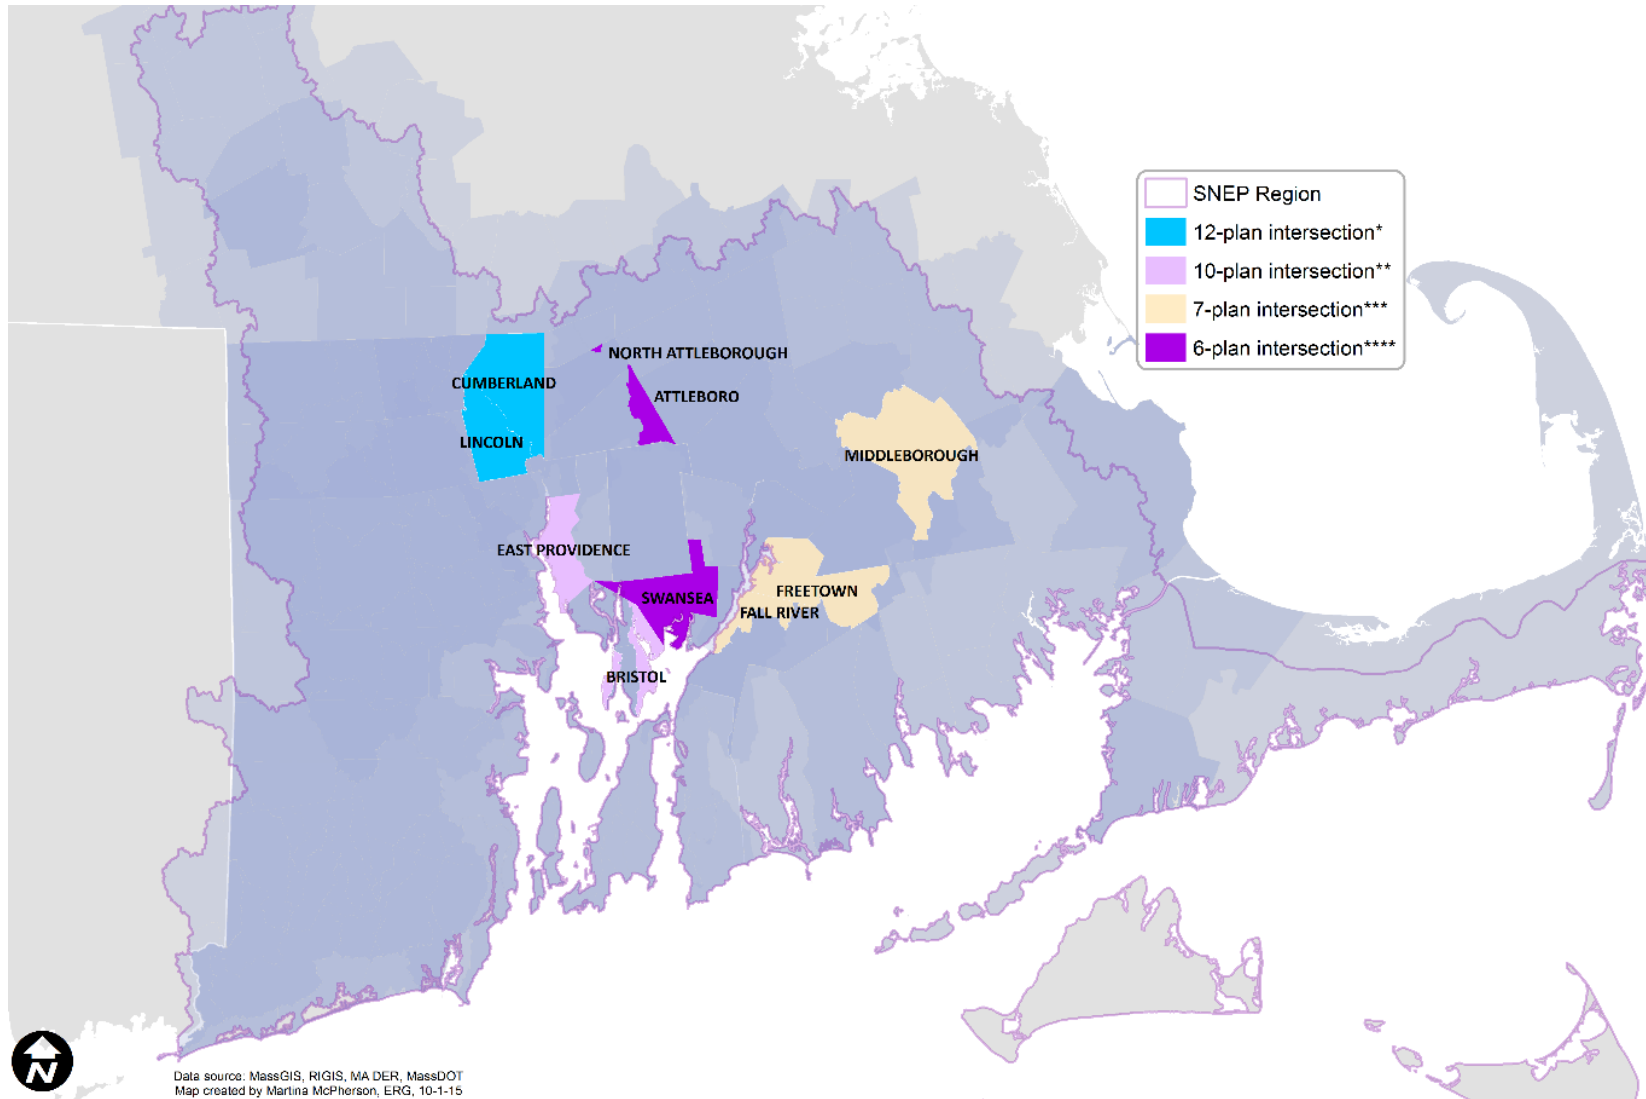 SNEP Region
12-plan intersection*
10-plan intersection**
7-plan intersection***
6-plan intersection****
NORTH ATTLEBOROUGH
CUMBERLAND
ATTLEBORO
LINCOLN
MIDDLEBOROUGH
EAST PROVIDENCE
SWANSEA
FREETOWN
FALL RIVER
BRISTOL
N
Data source: MassGIS, RIGIS, MA DER, MassDOT
Map created by Martina McPherson, ERG, 10-1-15